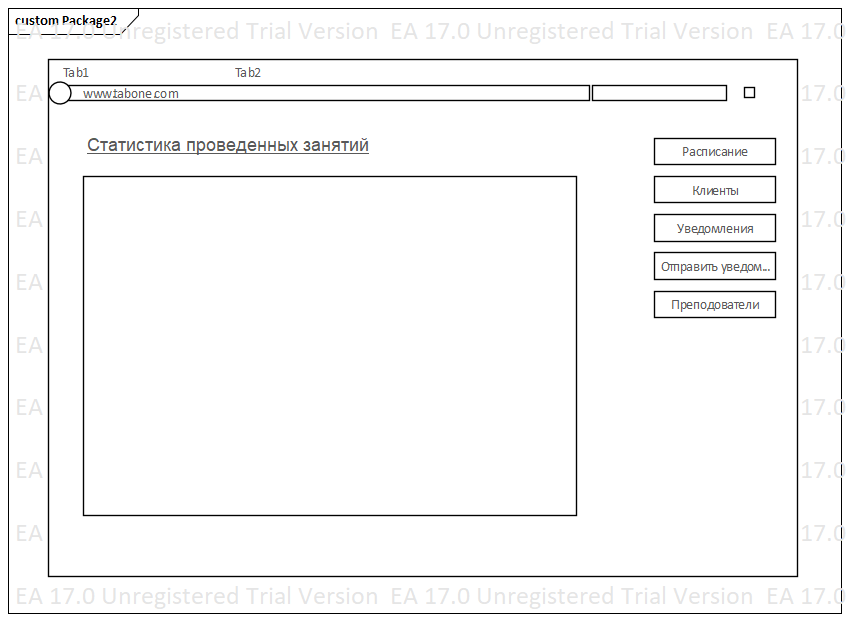 custom Package2
EA 17.0 Unregistered Trial Version EA 17.0 Unregistered Trial Version EA 17.0
Tab1 Tab2
EA www.tabone.com 17.0
Статистика проведенных занятий
Расписание
EA 17.0
Клиенты
EA 17.0
Уведомления
Отправить уведом...
EA 17.0
Преподователи
EA 17.0
EA 17.0
EA 17.0
EA 17.0
EA 17.0 Unregistered Trial Version EA 17.0 Unregistered Trial Version EA 17.0